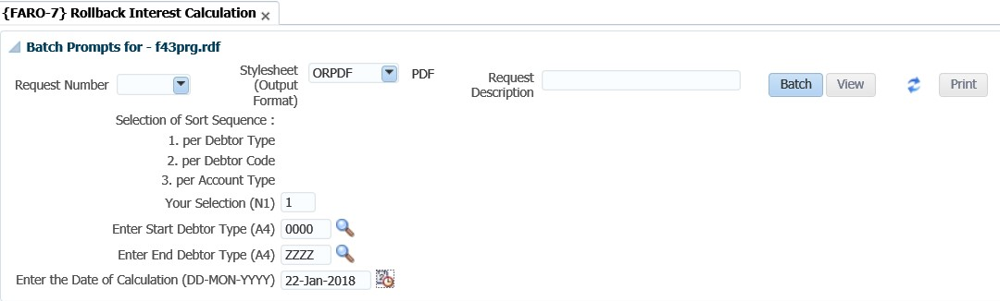 {FARO-7} Rollback Interest Calculation ×
Batch Prompts for - f43prg.rdf
Request Number
Stylesheet (Output Format) ORPDF PDF
Request Description
Batch View Print
Selection of Sort Sequence :
1. per Debtor Type
2. per Debtor Code
3. per Account Type
Your Selection (N1) 1
Enter Start Debtor Type (A4) 0000
Enter End Debtor Type (A4) ZZZZ
Enter the Date of Calculation (DD-MON-YYYY) 22-Jan-2018